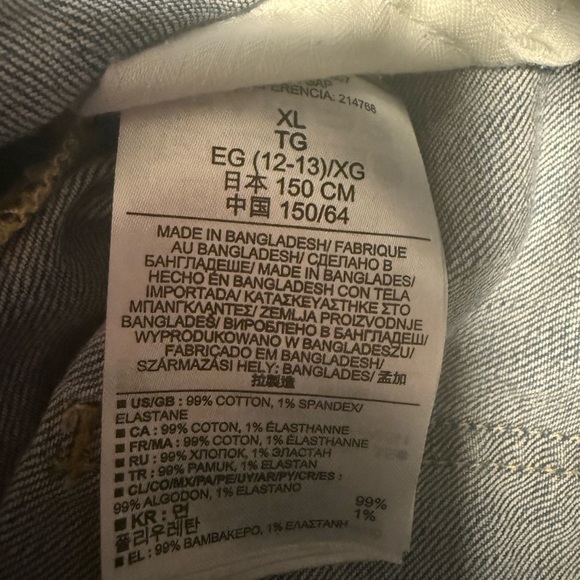 ERENCIA: 214768
XL
TG
EG (12-13)/XG
日本 150 CM
中国 150/64
MADE IN BANGLADESH/ FABRIQUE
AU BANGLADESH/ СДЕЛАНО В
БАНГЛАДЕШЕ/ MADE IN BANGLADES/
HECHO EN BANGLADESH CON TELA
IMPORTADA/ ΚΑΤΑΣΚΕΥΑΣΤΗΚΕ ΣΤΟ
ΜΠΑΝΓΚΛΑΝΤΕΣ/ ZEMLJA PROIZVODNJE
BANGLADEŠ/ ВИРОБЛЕНО В БАНГЛАДЕШ/
WYPRODUKOWANO W BANGLADESZU/
FABRICADO EM BANGLADESH/
SZÁRMAZÁSI HELY: BANGLADES/ 孟加
拉製造
■ US/GB : 99% COTTON, 1% SPANDEX/
ELASTANE
■ CA : 99% COTON, 1% ÉLASTHANNE
■ FR/MA : 99% COTON, 1% ÉLASTHANNE
■ RU : 99% ХЛОПОК, 1% ЭЛАСТАН
■ TR : 99% PAMUK, 1% ELASTAN
■ CL/CO/MX/PA/PE/UY/AR/PY/CR/ES :
99% ALGODON, 1% ELASTANO
■ KR : 면 99%
폴리우레탄 1%
■ EL : 99% ΒΑΜΒΑΚΕΡΟ, 1% ΕΛΑΣΤΑΝΗ